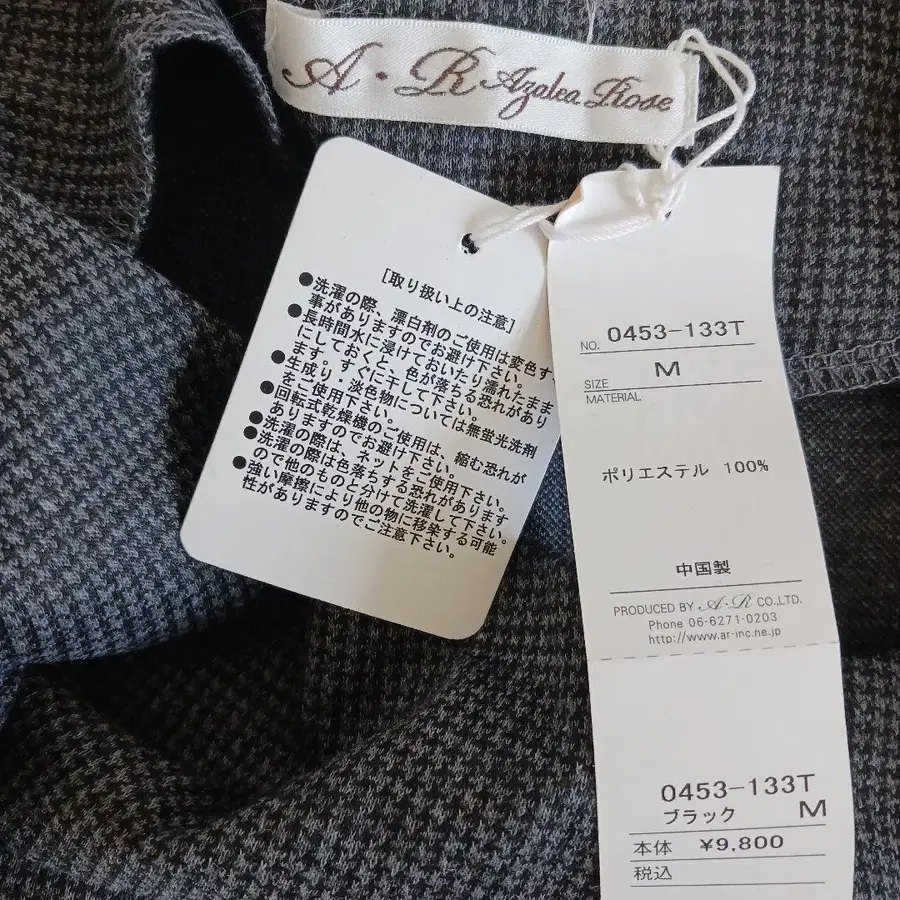 A・R Azalea Rose
[取り扱い上の注意]
●洗濯の際、漂白剤のご使用は変色す
事がありますのでお避け下さい。
●長時間水に浸けておいたり濡れたまま
にしておくと、色が落ちる恐れがあり
ます。すぐに干して下さい。
●生成り・淡色物については無蛍光洗剤
をご使用下さい。
●回転式乾燥機のご使用は、縮む恐れが
ありますのでお避け下さい。
●洗濯の際は、ネットをご使用下さい。
●洗濯の際は色落ちする恐れがあります
ので他のものと分けて洗濯して下さい。
●強い摩擦により他の物に移染する可能
性がありますのでご注意下さい。
NO. 0453-133T
SIZE M
MATERIAL
ポリエステル 100%
中国製
PRODUCED BY A・R CO.,LTD.
Phone 06-6271-0203
http://www.ar-inc.ne.jp
0453-133T
ブラック M
本体 ¥9,800
税込